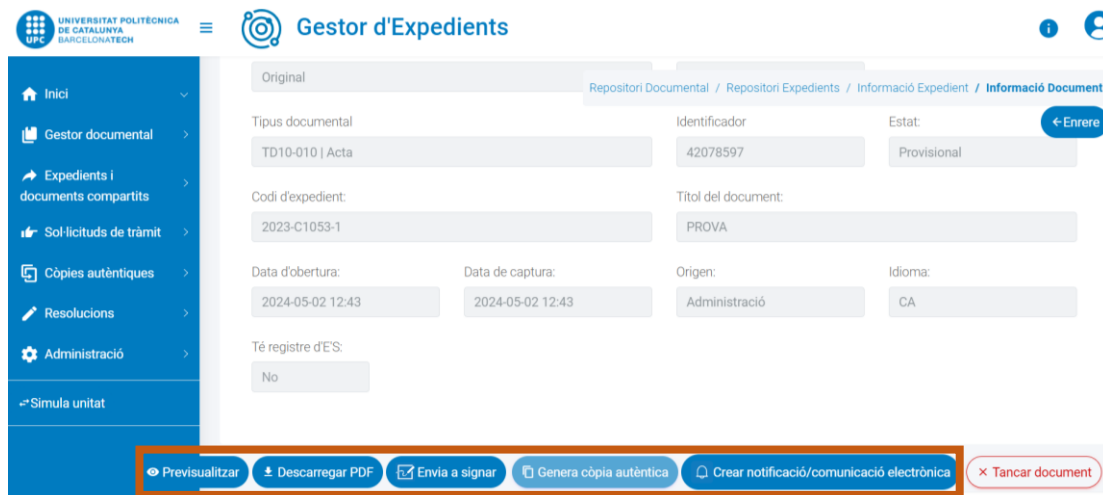 UNIVERSITAT POLITÈCNICA
DE CATALUNYA
BARCELONATECH
UPC
Gestor d'Expedients
Inici
Gestor documental
Expedients i
documents compartits
Sol·licituds de tràmit
Còpies autèntiques
Resolucions
Administració
Simula unitat
Original
Repositori Documental / Repositori Expedients / Informació Expedient / Informació Document
Enrere
Tipus documental
Identificador
Estat:
TD10-010 | Acta
42078597
Provisional
Codi d'expedient:
Títol del document:
2023-C1053-1
PROVA
Data d'obertura:
Data de captura:
Origen:
Idioma:
2024-05-02 12:43
2024-05-02 12:43
Administració
CA
Té registre d'E'S:
No
Previsualitzar
Descarregar PDF
Envia a signar
Genera còpia autèntica
Crear notificació/comunicació electrònica
Tancar document